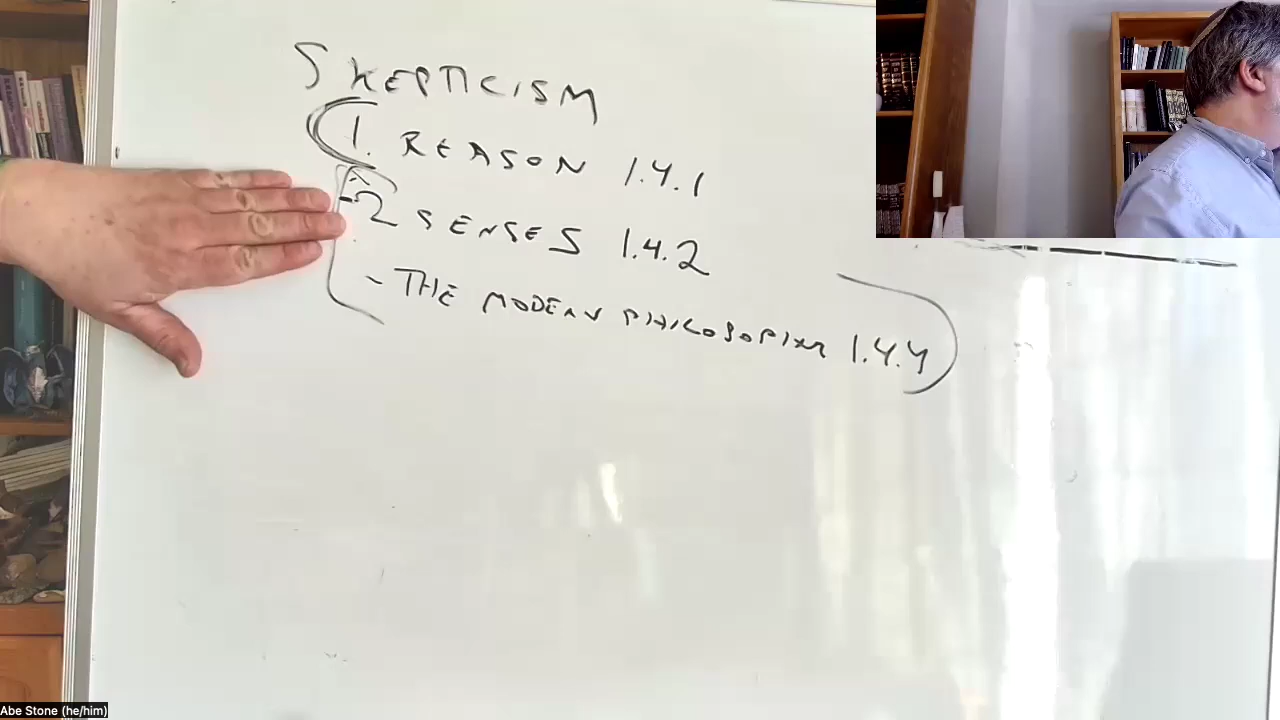 SKEPTICISM
1. REASON 1.4.1
-2 SENSES 1.4.2
- THE MODERN PHILOSOPHY 1.4.4
Abe Stone (he/him)